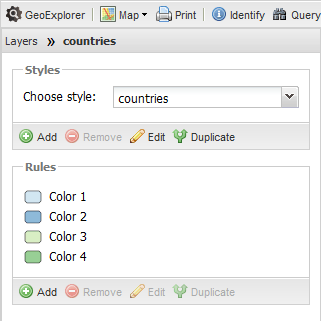 GeoExplorer Map Print Identify Query
Layers » countries
Styles
Choose style: countries
Add Remove Edit Duplicate
Rules
Color 1
Color 2
Color 3
Color 4
Add Remove Edit Duplicate